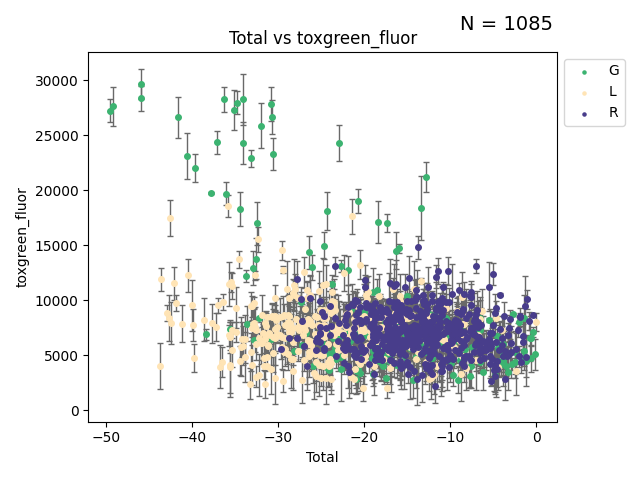 N = 1085
Total vs toxgreen_fluor
G
L
R
toxgreen_fluor
30000
25000
20000
15000
10000
5000
0
−50
−40
−30
−20
−10
0
Total